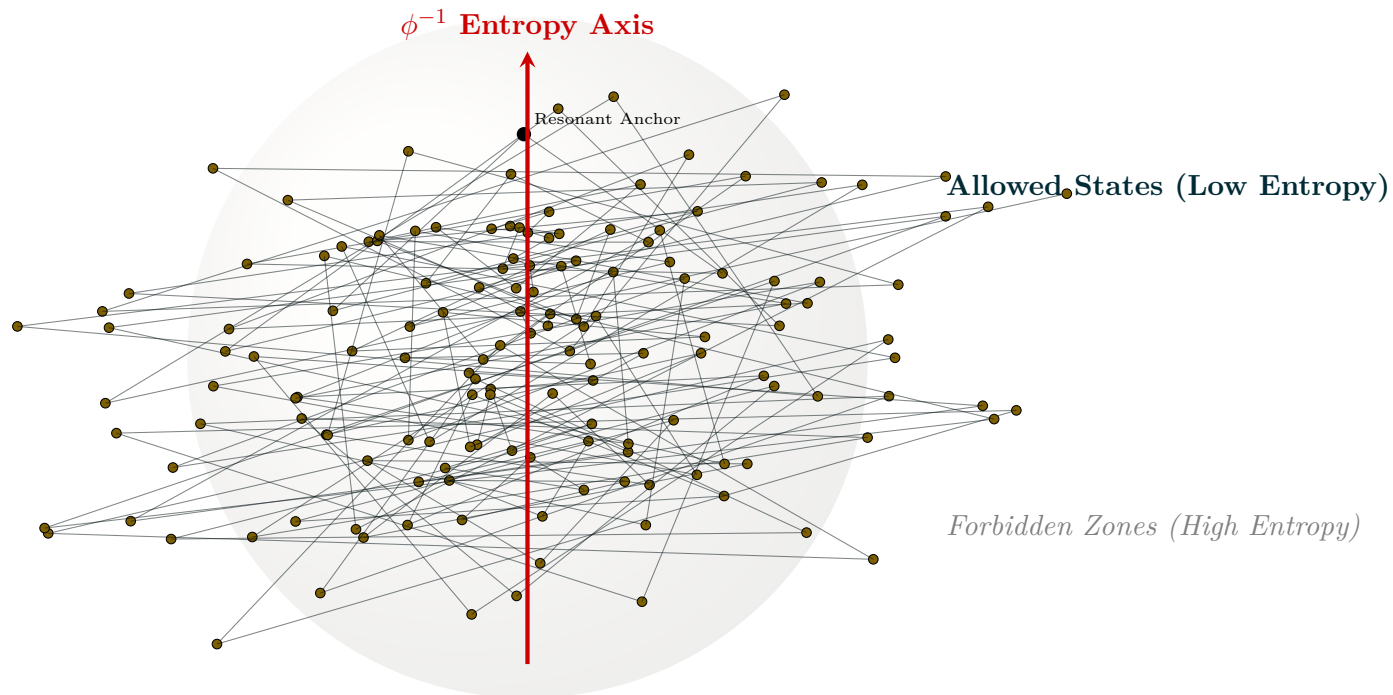 ϕ⁻¹ Entropy Axis
Resonant Anchor
Allowed States (Low Entropy)
Forbidden Zones (High Entropy)